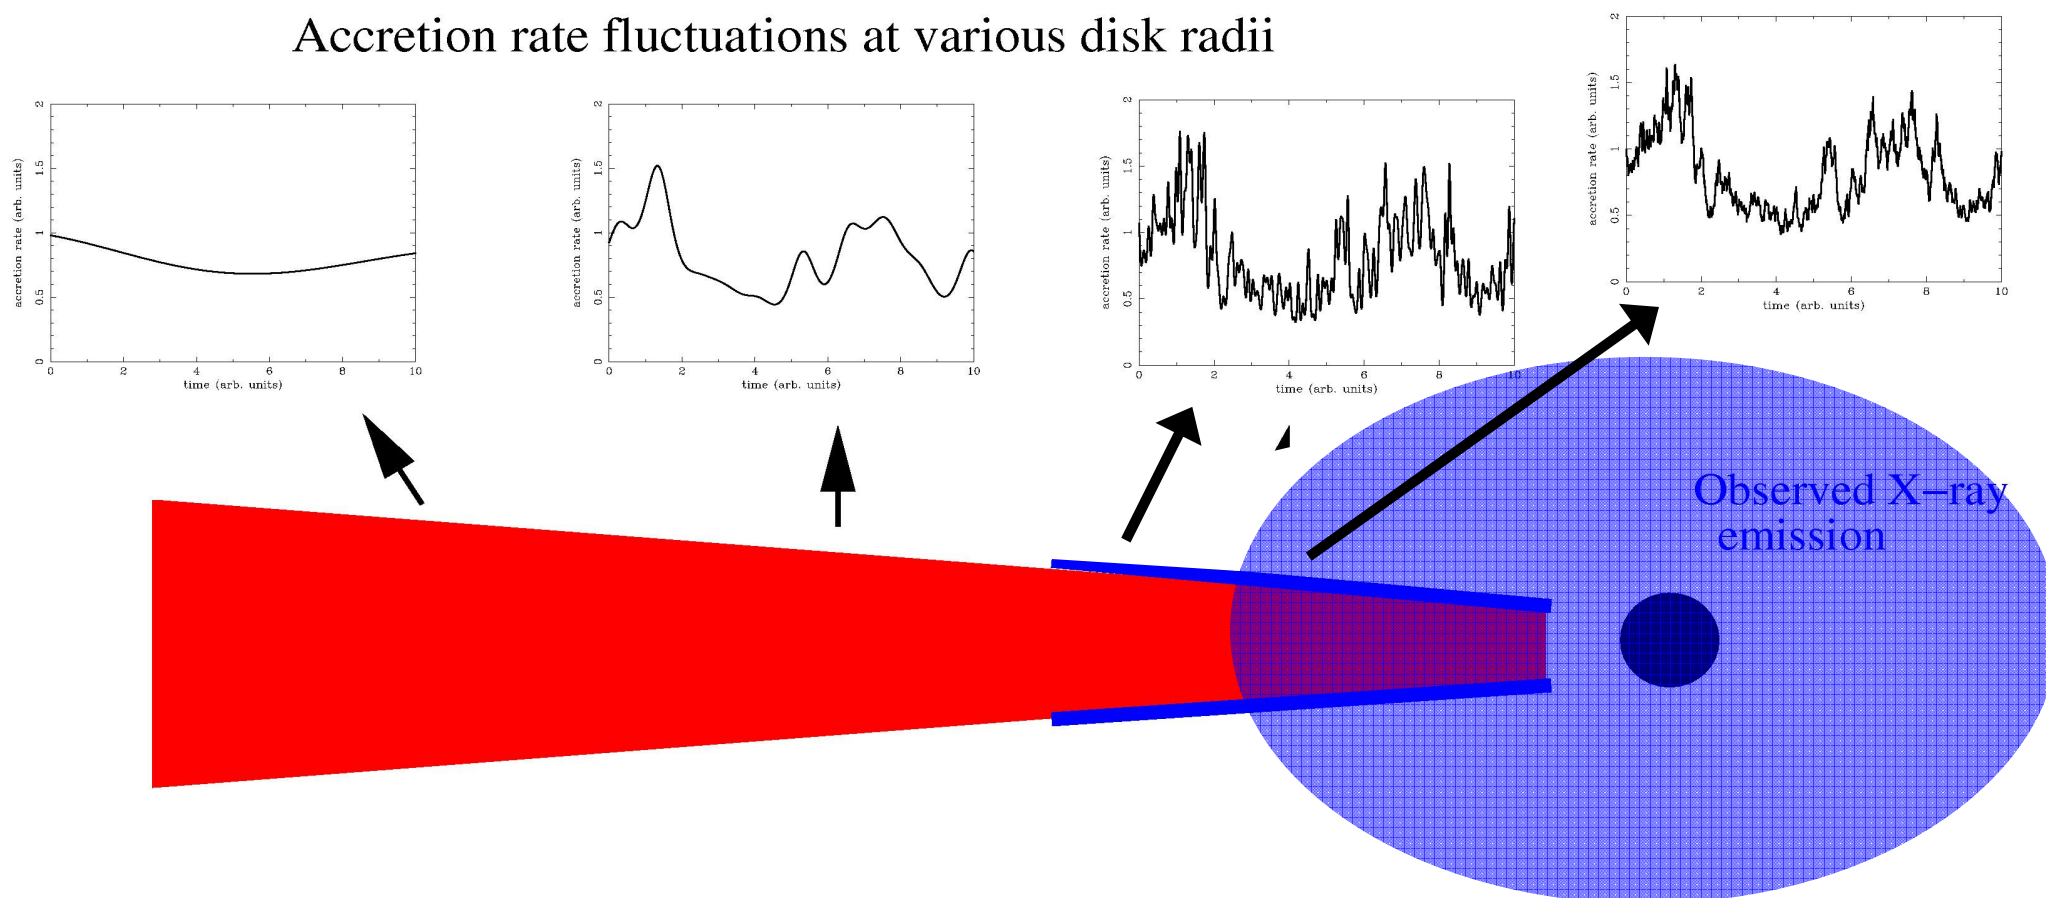 Accretion rate fluctuations at various disk radii
accretion rate (arb. units)
2
1.5
1
0.5
0
0 2 4 6 8 10
time (arb. units)
accretion rate (arb. units)
2
1.5
1
0.5
0
0 2 4 6 8 10
time (arb. units)
accretion rate (arb. units)
2
1.5
1
0.5
0
0 2 4 6 8 10
time (arb. units)
accretion rate (arb. units)
2
1.5
1
0.5
0
0 2 4 6 8 10
time (arb. units)
Observed X−ray
emission